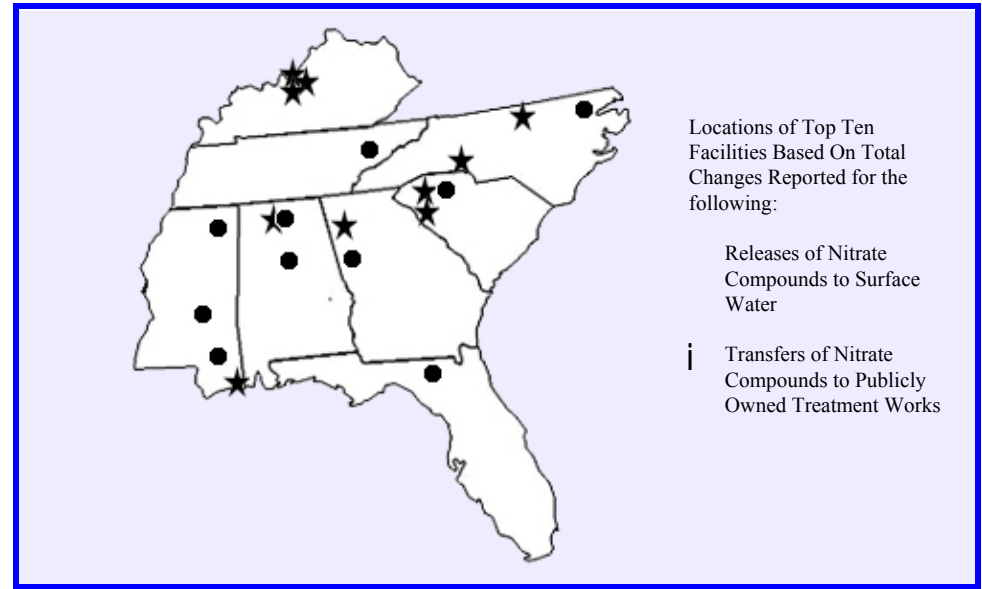 Locations of Top Ten
Facilities Based On Total
Changes Reported for the
following:
Releases of Nitrate
Compounds to Surface
Water
i Transfers of Nitrate
Compounds to Publicly
Owned Treatment Works